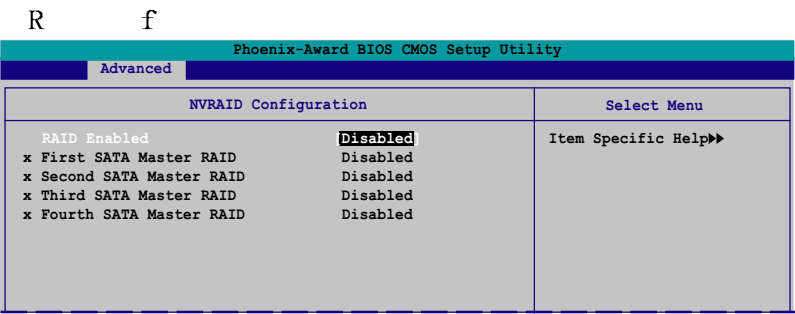 R f
Phoenix-Award BIOS CMOS Setup Utility
Advanced
NVRAID Configuration
Select Menu
RAID Enabled [Disabled]
Item Specific Help▶▶
x First SATA Master RAID Disabled
x Second SATA Master RAID Disabled
x Third SATA Master RAID Disabled
x Fourth SATA Master RAID Disabled